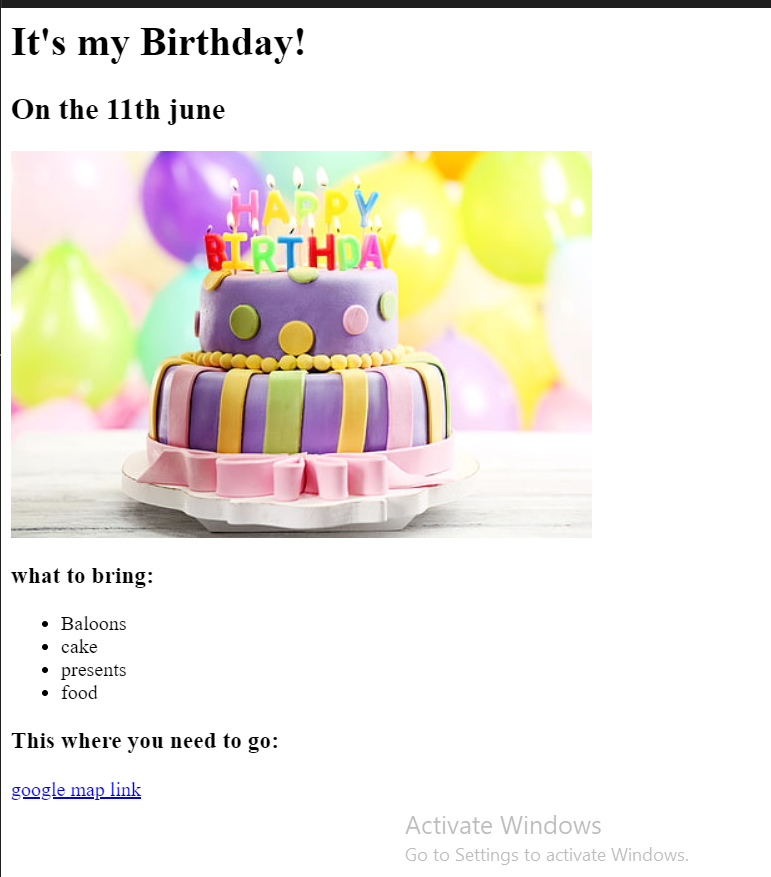 It's my Birthday!
On the 11th june
HAPPY
BIRTHDAY
what to bring:
Baloons
cake
presents
food
This where you need to go:
google map link
Activate Windows
Go to Settings to activate Windows.